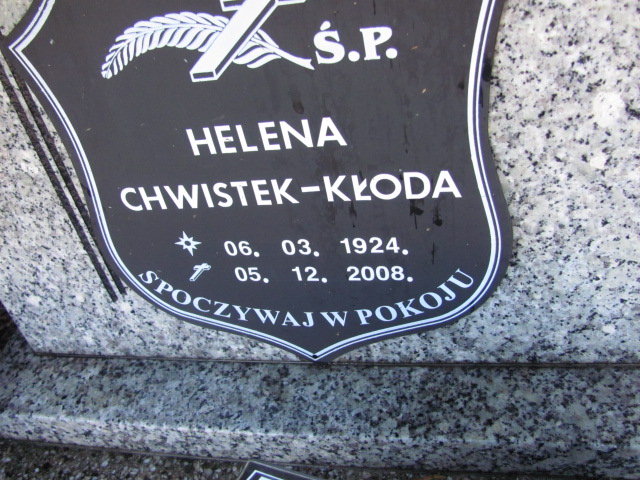 Ś.P.
HELENA
CHWISTEK-KŁODA
06. 03. 1924.
05. 12. 2008.
SPOCZYWAJ W POKOJU